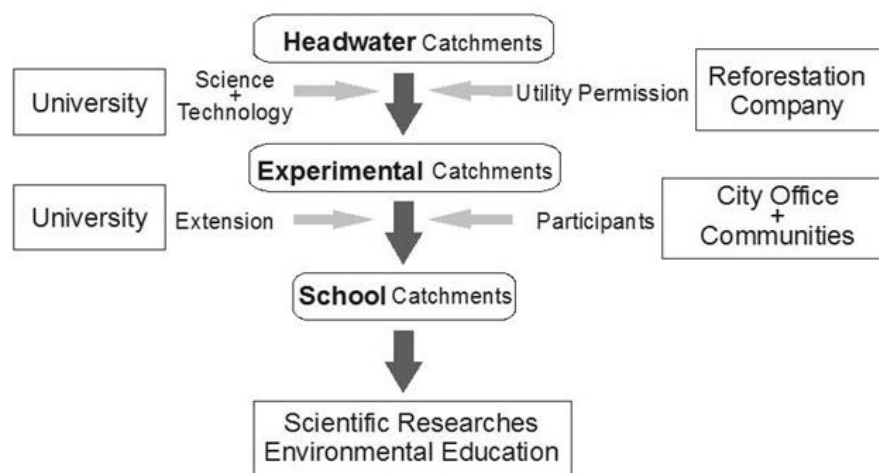 Headwater Catchments
University
Science
+
Technology
Utility Permission
Reforestation
Company
Experimental Catchments
University
Extension
Participants
City Office
+
Communities
School Catchments
Scientific Researches
Environmental Education